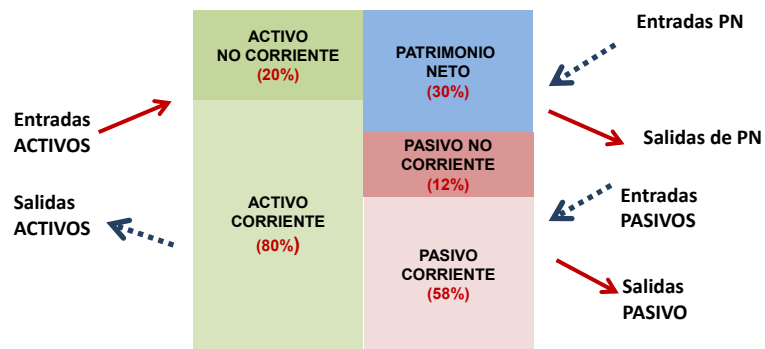 Entradas
ACTIVOS
Salidas
ACTIVOS
ACTIVO
NO CORRIENTE
(20%)
ACTIVO
CORRIENTE
(80%)
PATRIMONIO
NETO
(30%)
PASIVO NO
CORRIENTE
(12%)
PASIVO
CORRIENTE
(58%)
Entradas PN
Salidas de PN
Entradas
PASIVOS
Salidas
PASIVO